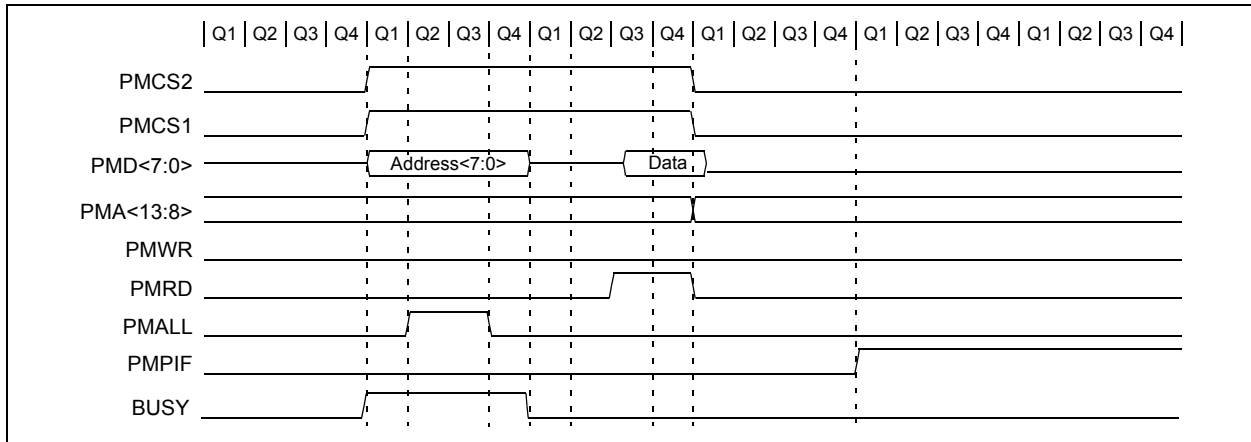 Q1 Q2 Q3 Q4 Q1 Q2 Q3 Q4 Q1 Q2 Q3 Q4 Q1 Q2 Q3 Q4 Q1 Q2 Q3 Q4 Q1 Q2 Q3 Q4
PMCS2
PMCS1
PMD<7:0> Address<7:0> Data
PMA<13:8>
PMWR
PMRD
PMALL
PMPIF
BUSY